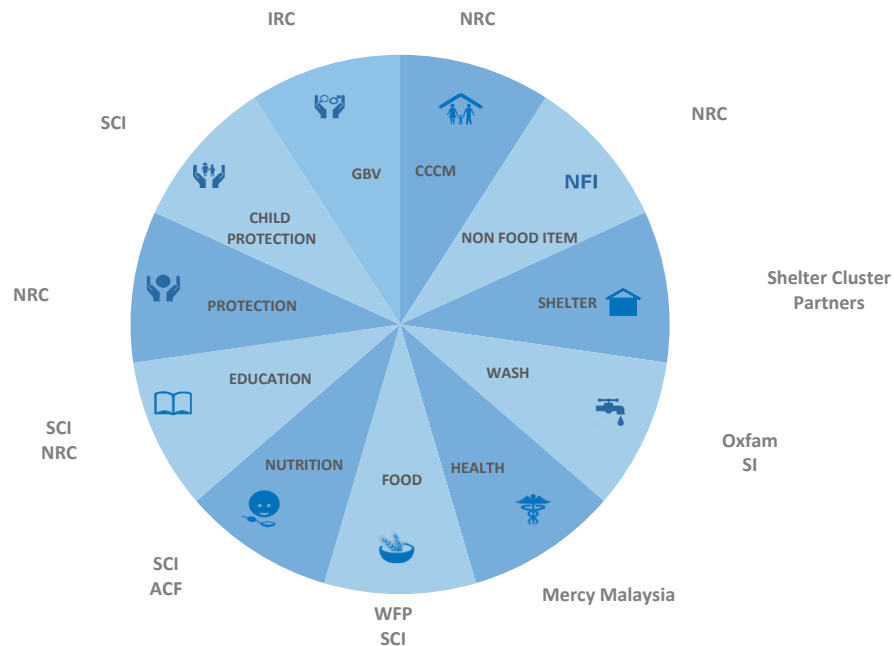 IRC
NRC
SCI
NRC
GBV
CCCM
NFI
CHILD
PROTECTION
NON FOOD ITEM
NRC
PROTECTION
SHELTER
Shelter Cluster
Partners
EDUCATION
WASH
SCI
NRC
Oxfam
SI
NUTRITION
FOOD
HEALTH
SCI
ACF
WFP
SCI
Mercy Malaysia